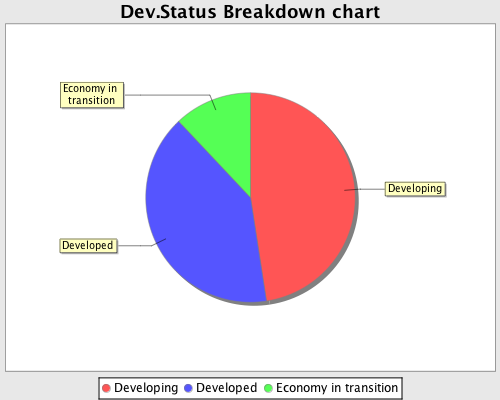 Dev.Status Breakdown chart
Economy in
transition
Developing
Developed
Developing Developed Economy in transition